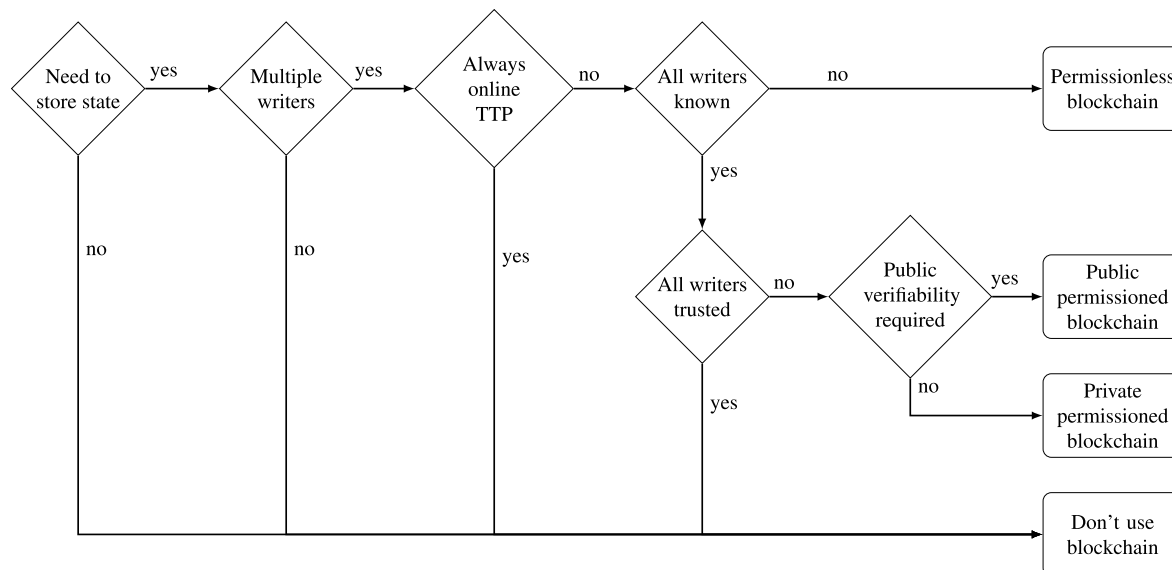 Need to
store state
yes
Multiple
writers
yes
Always
online
TTP
no
All writers
known
no
Permissionless
blockchain
yes
no
no
yes
All writers
trusted
no
Public
verifiability
required
yes
Public
permissioned
blockchain
no
yes
Private
permissioned
blockchain
Don't use
blockchain